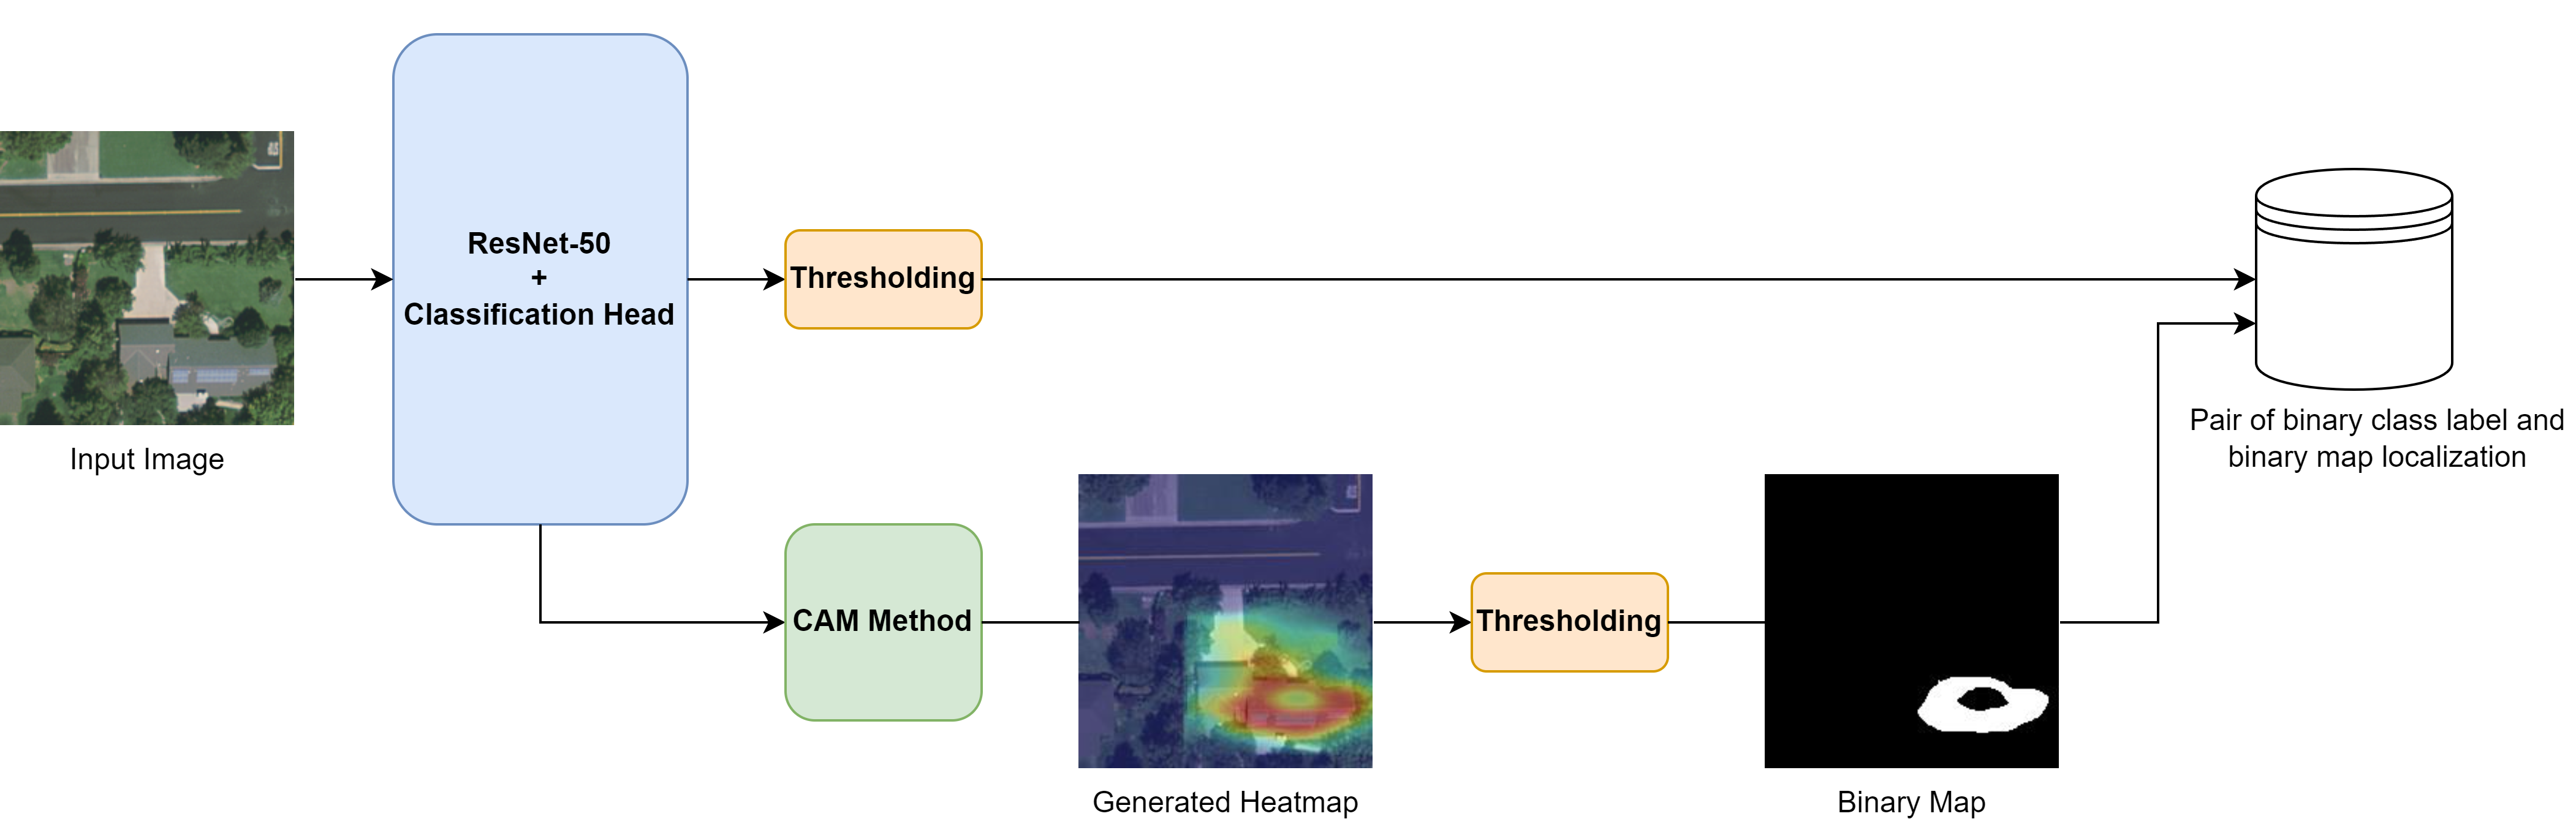 ResNet-50
+
Classification Head
Thresholding
Input Image
Pair of binary class label and
binary map localization
CAM Method
Thresholding
Generated Heatmap
Binary Map